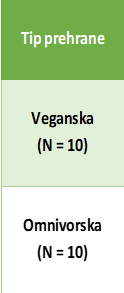 Tip prehrane
Veganska
(N = 10)
Omnivorska
(N = 10)